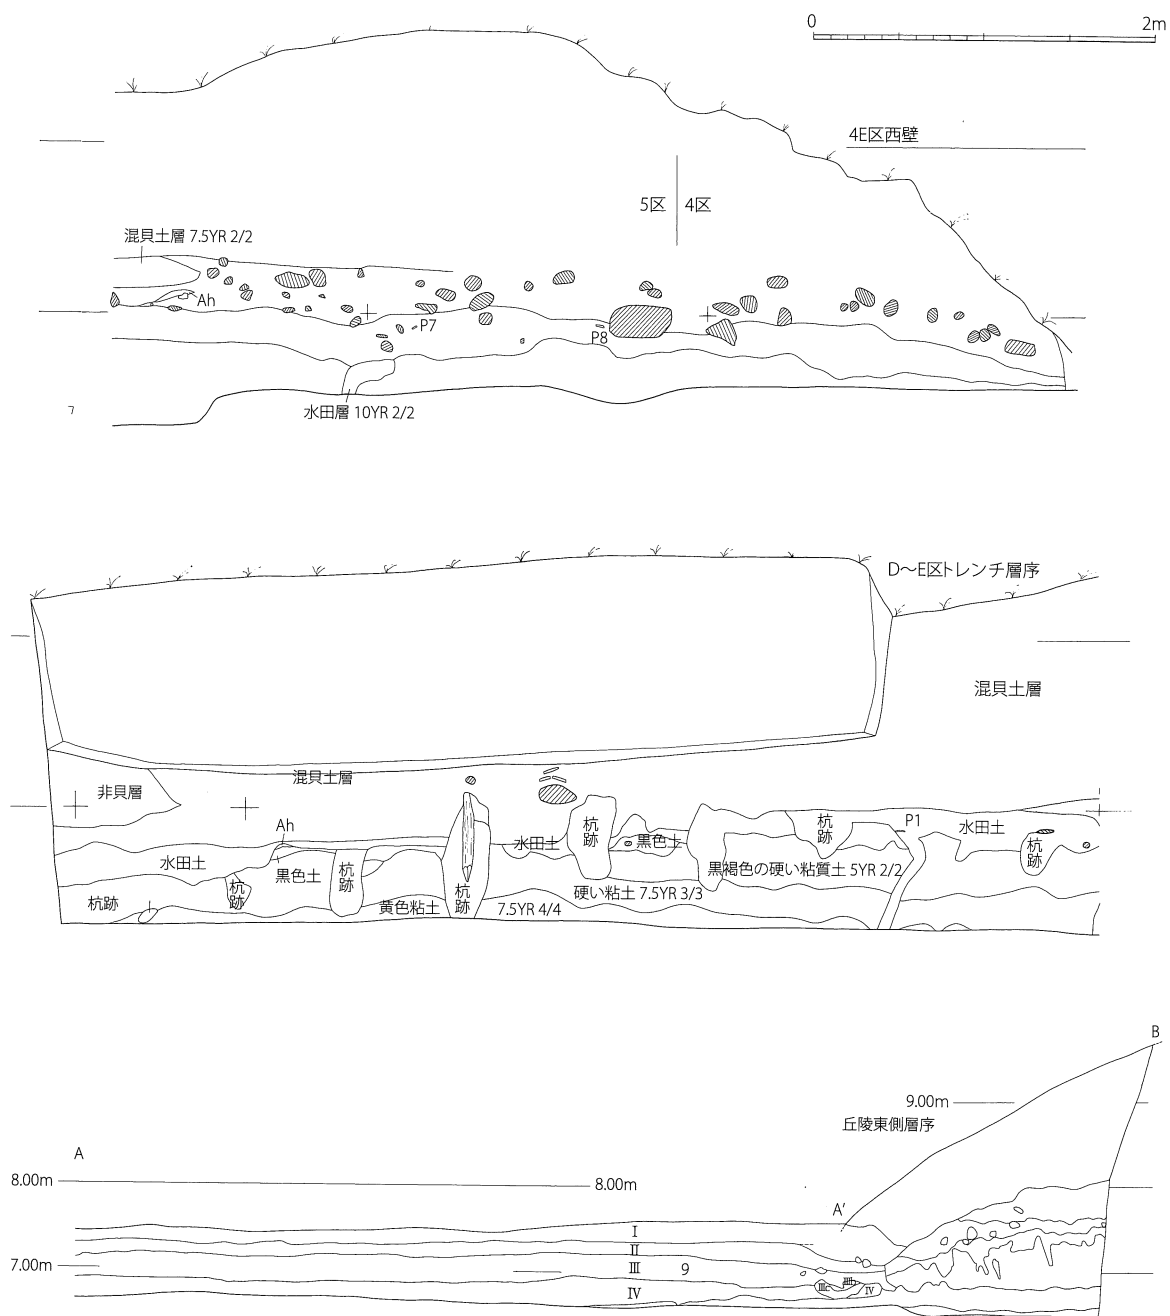 0 2m
4E区西壁
5区 4区
混貝土層 7.5YR 2/2
Ah
P7
P8
水田層 10YR 2/2
D〜E区トレンチ層序
混貝土層
混貝土層
非貝層
Ah
水田土
黒色土
杭跡
杭跡
杭跡
黄色粘土
杭跡
7.5YR 4/4
水田土
杭跡
黒色土
硬い粘土 7.5YR 3/3
黒褐色の硬い粘質土 5YR 2/2
杭跡
P1
水田土
杭跡
B
9.00m
丘陵東側層序
A
8.00m
8.00m
A′
I
II
7.00m
III
9
IV
IV